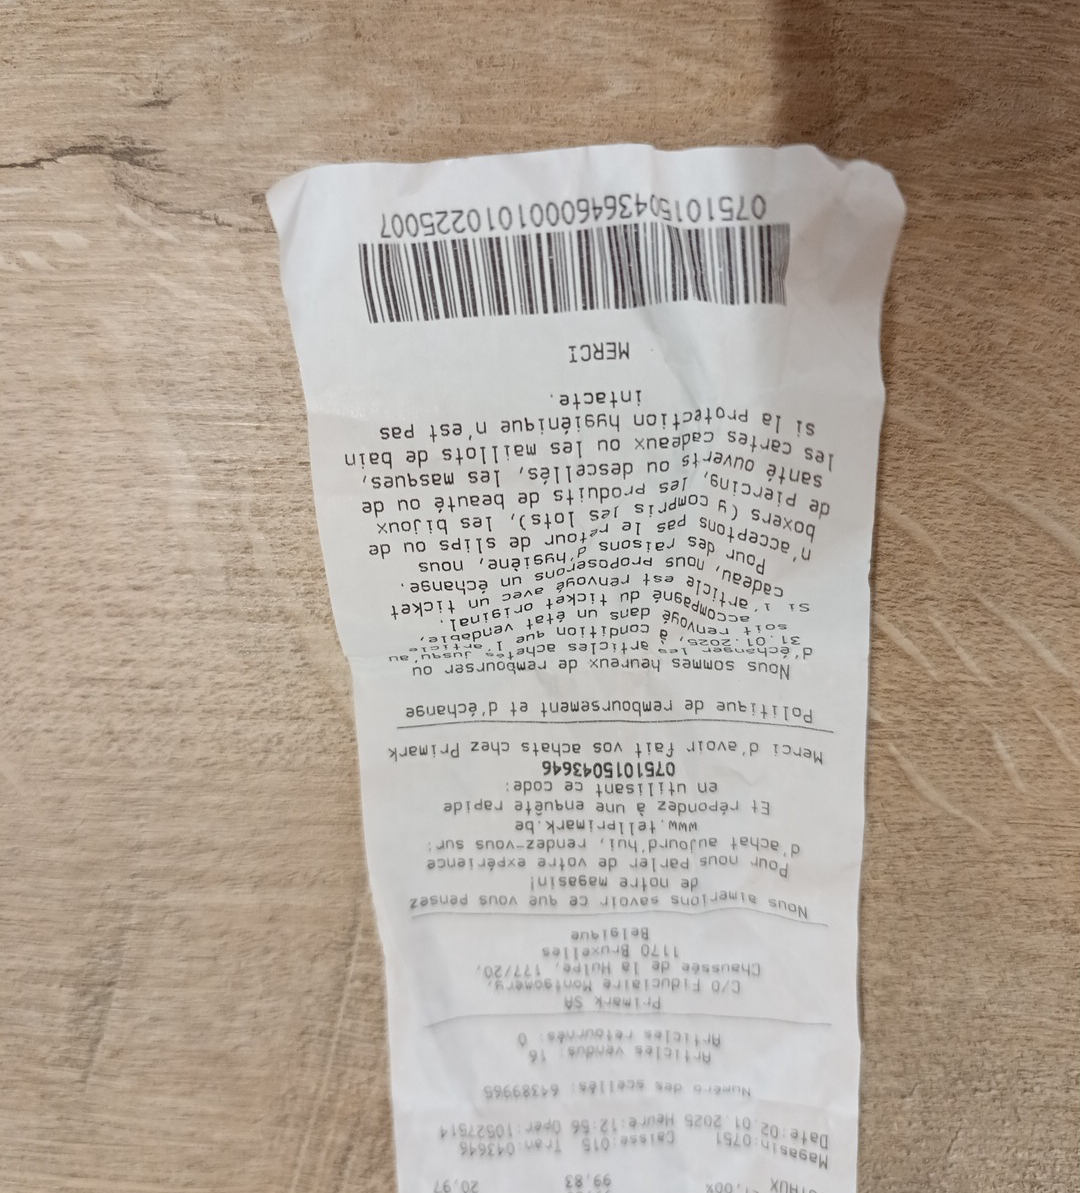 99,83 20,97
Magasin:0751 Caisse:015 Tran:043646
Date:02.01.2025 Heure:12:56 Oper:10527514
Numéro des scellés: 64389965
Articles vendus: 16
Articles retournés: 0
Primark SA
C/O Fiduciaire Montgomery,
Chaussée de la Hulpe, 177/20,
1170 Bruxelles
Belgique
Nous aimerions savoir ce que vous pensez
de notre magasin!
Pour nous parler de votre expérience
d'achat aujourd'hui, rendez-vous sur:
www.tellprimark.be
Et répondez à une enquête rapide
en utilisant ce code:
0751015043646
Merci d'avoir fait vos achats chez Primark
Politique de remboursement et d'échange
Nous sommes heureux de rembourser ou
d'échanger les articles achetés jusqu'au
31.01.2025, à condition que l'article
soit renvoyé dans un état vendable,
accompagné du ticket original.
Si l'article est renvoyé avec un ticket
cadeau, nous proposerons un échange.
Pour des raisons d'hygiène, nous
n'acceptons pas le retour de slips ou de
boxers (y compris les lots), les bijoux
de piercing, les produits de beauté ou de
santé ouverts ou descellés, les masques,
les cartes cadeaux ou les maillots de bain
si la protection hygiénique n'est pas
intacte.
MERCI
07510150436460001010225007